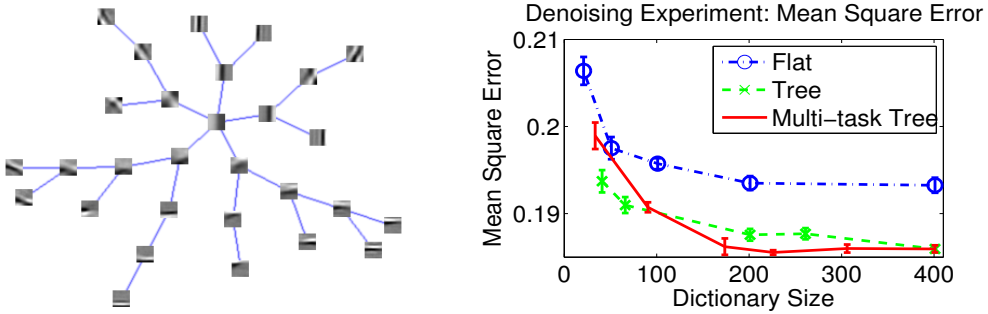 Denoising Experiment: Mean Square Error
0.21
0.2
0.19
Mean Square Error
Flat
Tree
Multi−task Tree
0 100 200 300 400
Dictionary Size